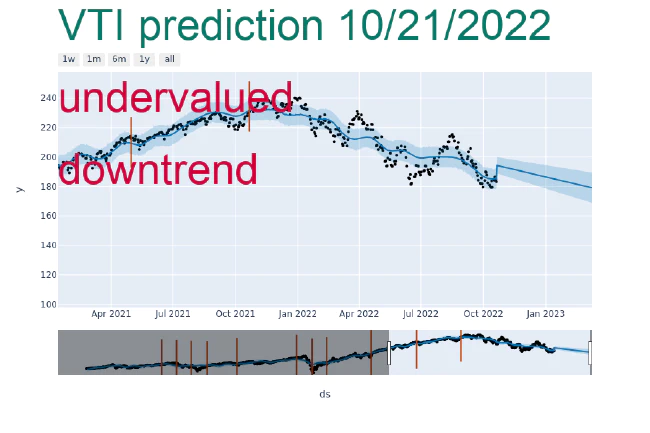 VTI prediction 10/21/2022
1w 1m 6m 1y all
240
undervalued
220
200
downtrend
180
y
160
140
120
100
Apr 2021 Jul 2021 Oct 2021 Jan 2022 Apr 2022 Jul 2022 Oct 2022 Jan 2023
ds